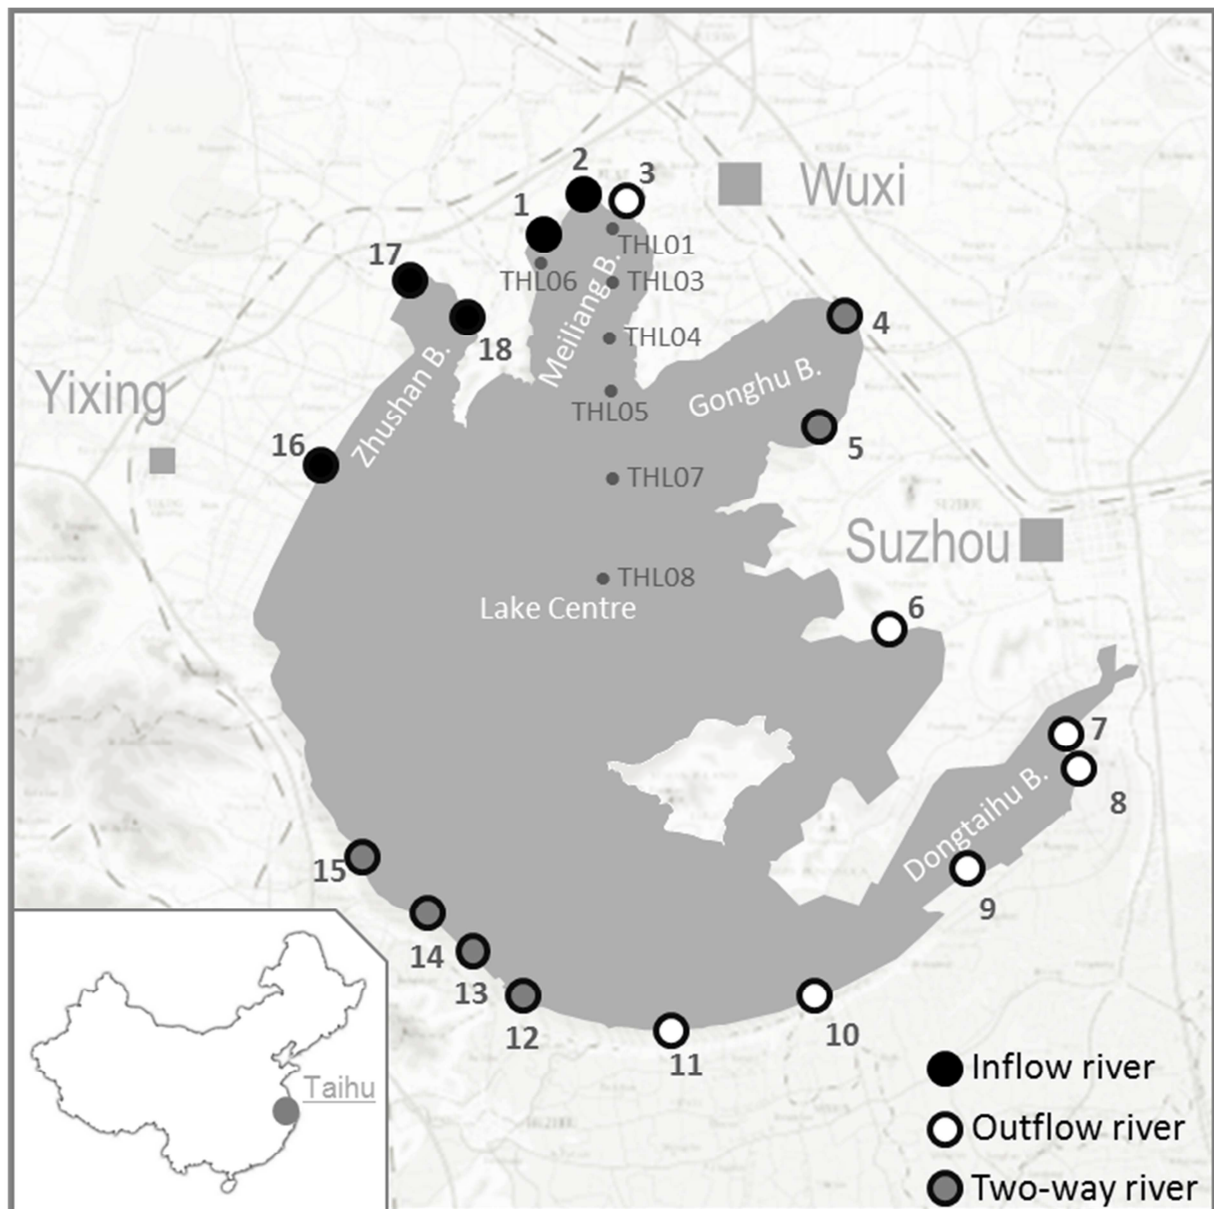 2
3
Wuxi
1
THL01
17
THL06
THL03
Meiliang B.
4
THL04
18
Zhushan B.
Yixing
Gonghu B.
THL05
16
5
THL07
Suzhou
THL08
Lake Centre
6
7
Dongtaihu B.
8
15
9
14
13
12
10
11
Inflow river
Taihu
Outflow river
Two-way river